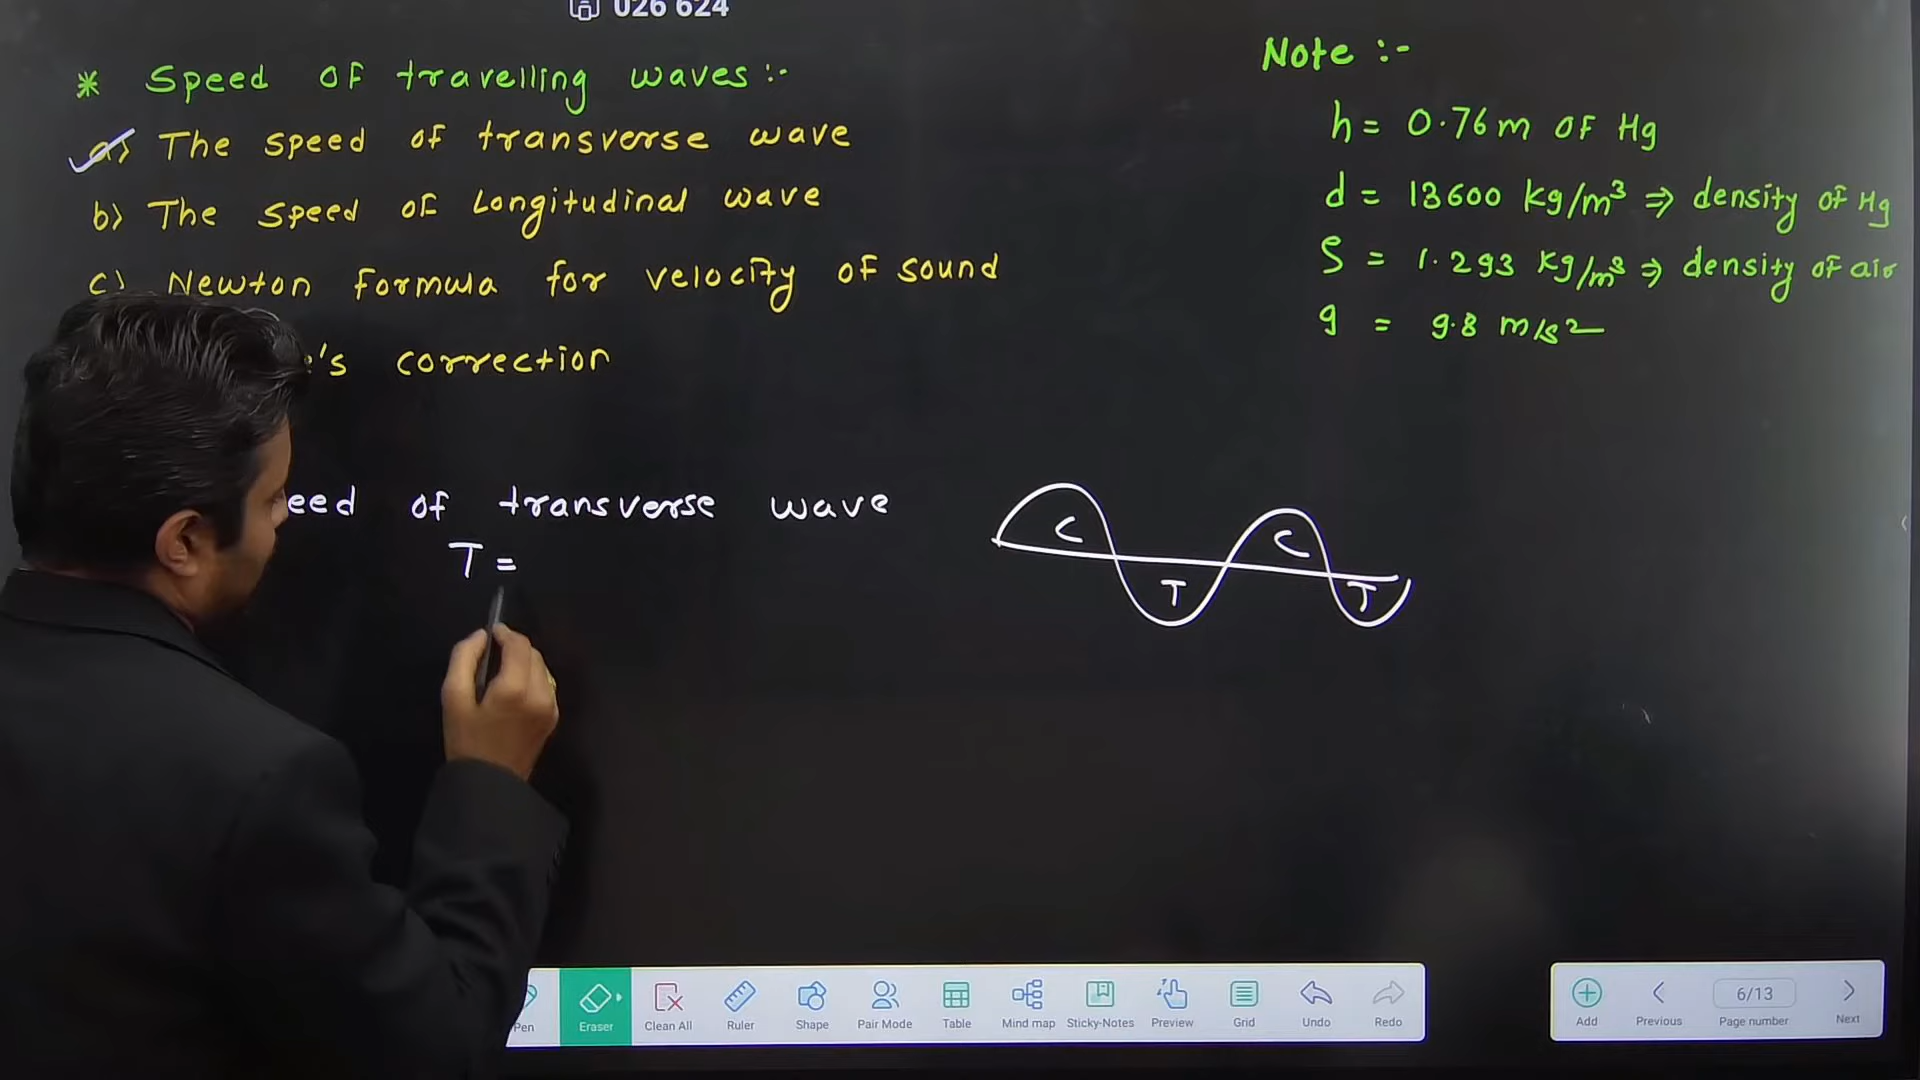 026 624
* Speed of travelling waves :-
a) The speed of transverse wave
b) The speed of Longitudinal wave
c) Newton formula for velocity of sound
's correction
Note :-
h = 0.76 m of Hg
d = 13600 kg/m³ ⇒ density of Hg
ρ = 1.293 kg/m³ ⇒ density of air
g = 9.8 m/s²
eed of transverse wave
T =
C C
T T
Pen Eraser Clean All Ruler Shape Pair Mode Table Mind map Sticky-Notes Preview Grid Undo Redo
6/13
Add Previous Page number Next